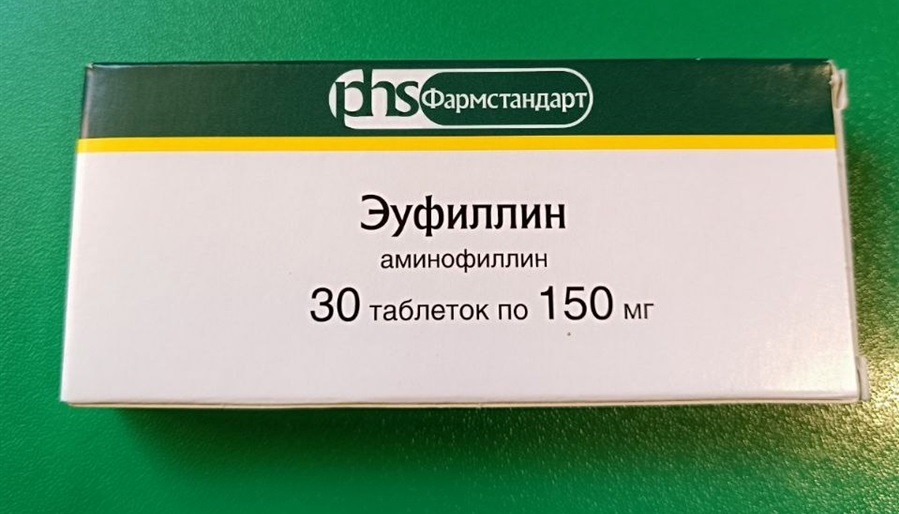 phs Фармстандарт
Эуфиллин
аминофиллин
30 таблеток по 150 мг